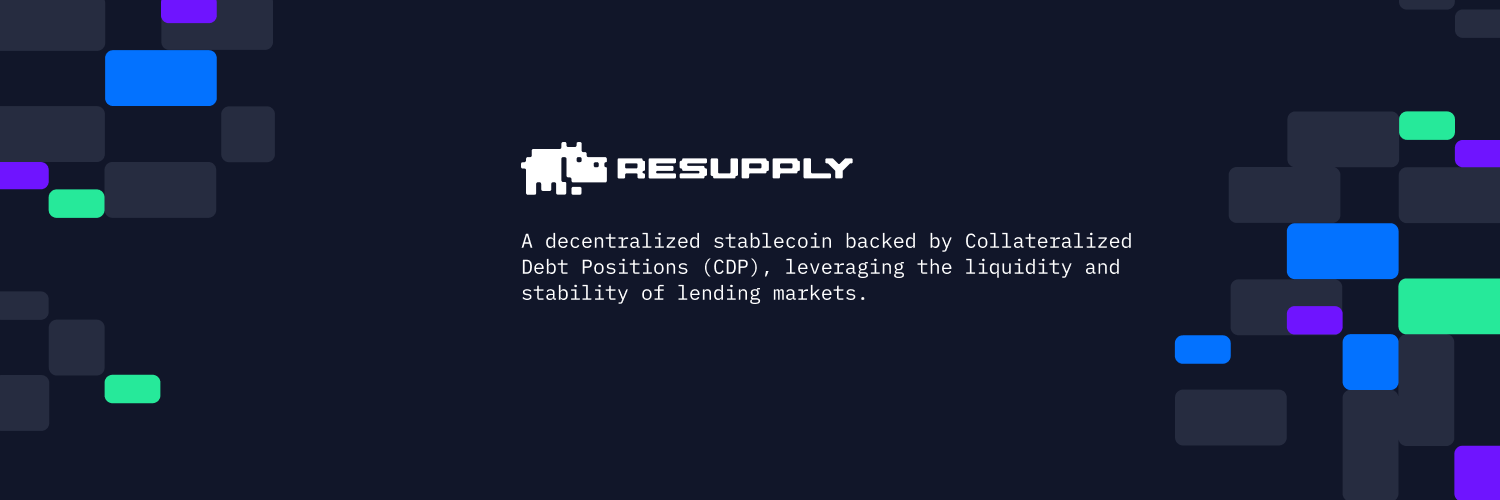 RESUPPLY
A decentralized stablecoin backed by Collateralized
Debt Positions (CDP), leveraging the liquidity and
stability of lending markets.